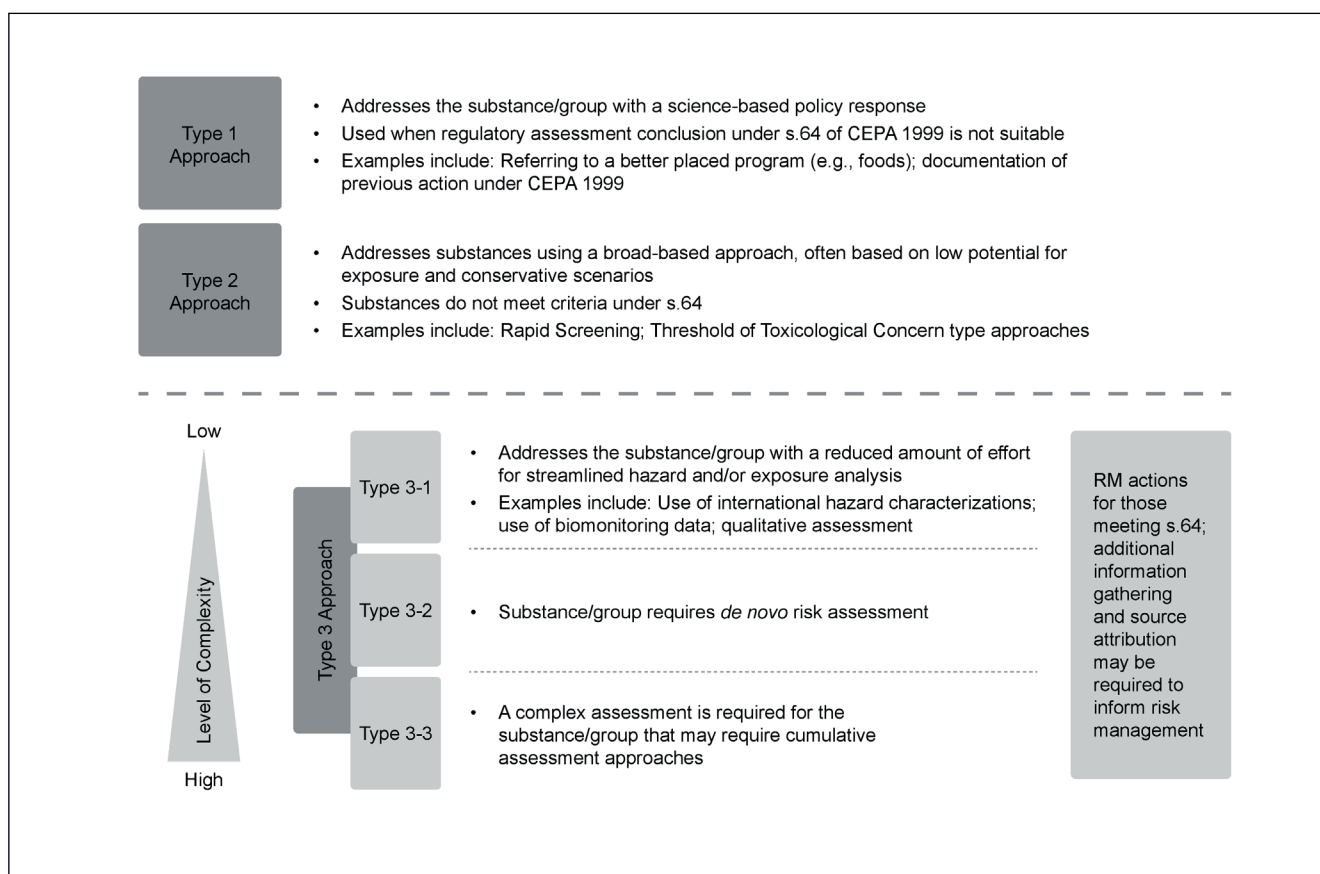 Type 1
Approach
• Addresses the substance/group with a science-based policy response
• Used when regulatory assessment conclusion under s.64 of CEPA 1999 is not suitable
• Examples include: Referring to a better placed program (e.g., foods); documentation of
previous action under CEPA 1999
Type 2
Approach
• Addresses substances using a broad-based approach, often based on low potential for
exposure and conservative scenarios
• Substances do not meet criteria under s.64
• Examples include: Rapid Screening; Threshold of Toxicological Concern type approaches
Low
Level of Complexity
High
Type 3 Approach
Type 3-1
• Addresses the substance/group with a reduced amount of effort
for streamlined hazard and/or exposure analysis
• Examples include: Use of international hazard characterizations;
use of biomonitoring data; qualitative assessment
Type 3-2
• Substance/group requires de novo risk assessment
Type 3-3
• A complex assessment is required for the
substance/group that may require cumulative
assessment approaches
RM actions
for those
meeting s.64;
additional
information
gathering
and source
attribution
may be
required to
inform risk
management